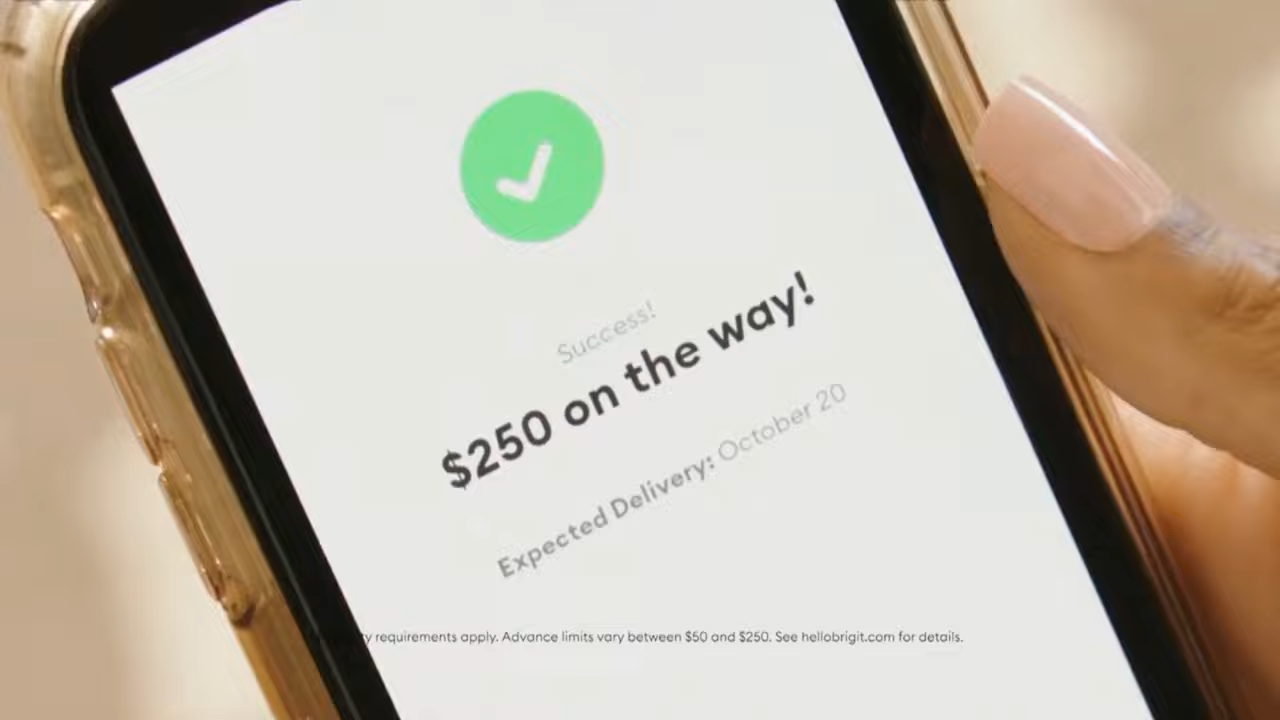 Success!
$250 on the way!
Expected Delivery: October 20
requirements apply. Advance limits vary between $50 and $250. See hellobrigit.com for details.